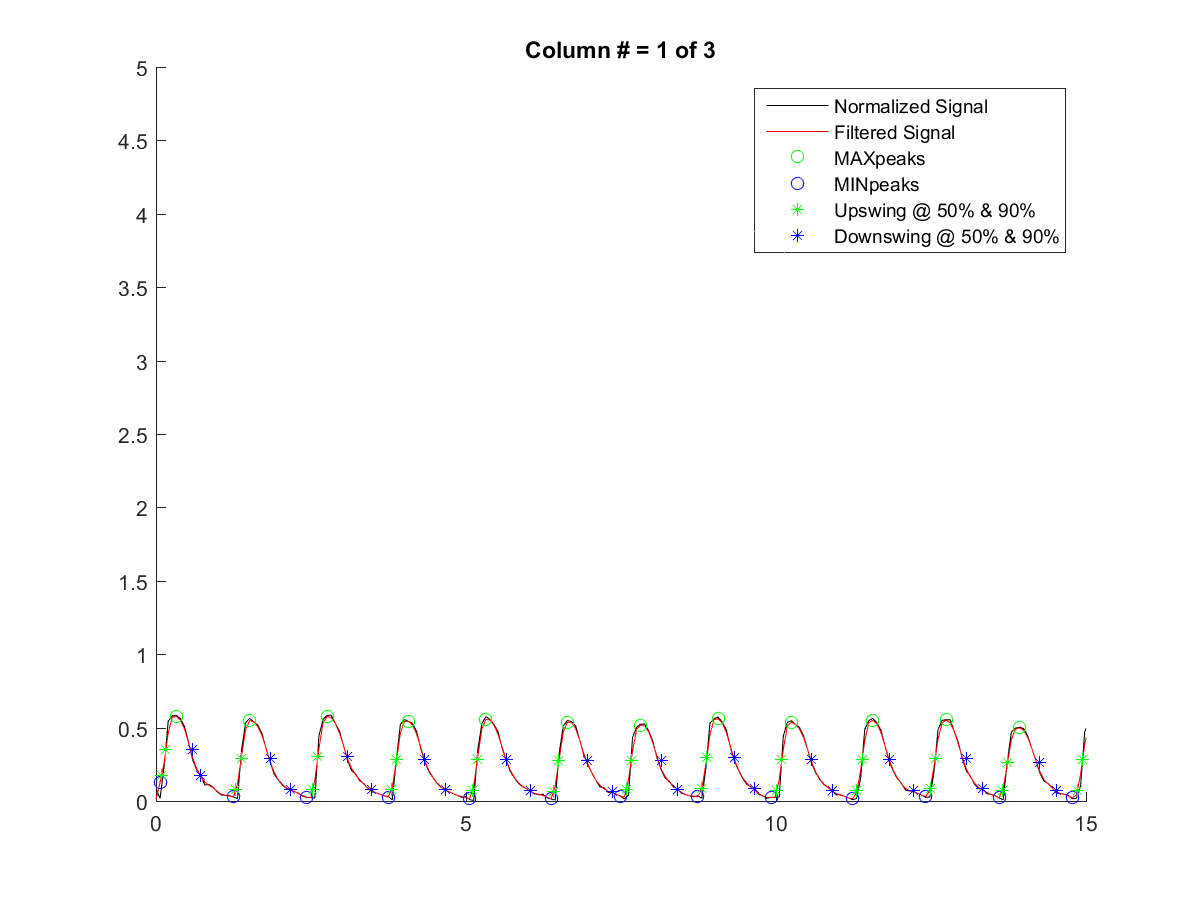 Column # = 1 of 3
5
4.5
4
3.5
3
2.5
2
1.5
1
0.5
0
Normalized Signal
Filtered Signal
MAXpeaks
MINpeaks
Upswing @ 50% & 90%
Downswing @ 50% & 90%
0 5 10 15